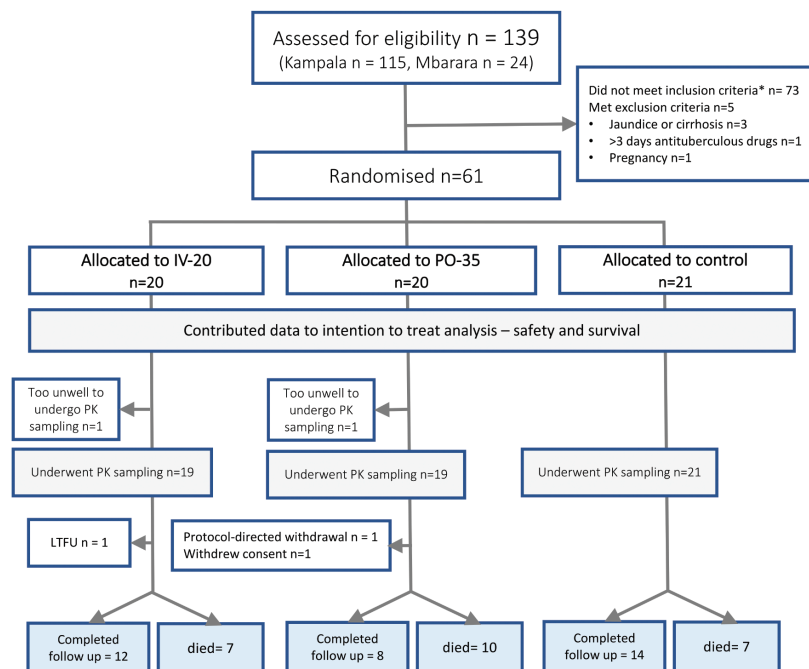 Assessed for eligibility n = 139
(Kampala n = 115, Mbarara n = 24)
Did not meet inclusion criteria* n= 73
Met exclusion criteria n=5
• Jaundice or cirrhosis n=3
• >3 days antituberculous drugs n=1
• Pregnancy n=1
Randomised n=61
Allocated to IV-20
n=20
Allocated to PO-35
n=20
Allocated to control
n=21
Contributed data to intention to treat analysis – safety and survival
Too unwell to
undergo PK
sampling n=1
Too unwell to
undergo PK
sampling n=1
Underwent PK sampling n=19
Underwent PK sampling n=19
Underwent PK sampling n=21
LTFU n = 1
Protocol-directed withdrawal n = 1
Withdrew consent n=1
Completed
follow up = 12
died= 7
Completed
follow up = 8
died= 10
Completed
follow up = 14
died= 7